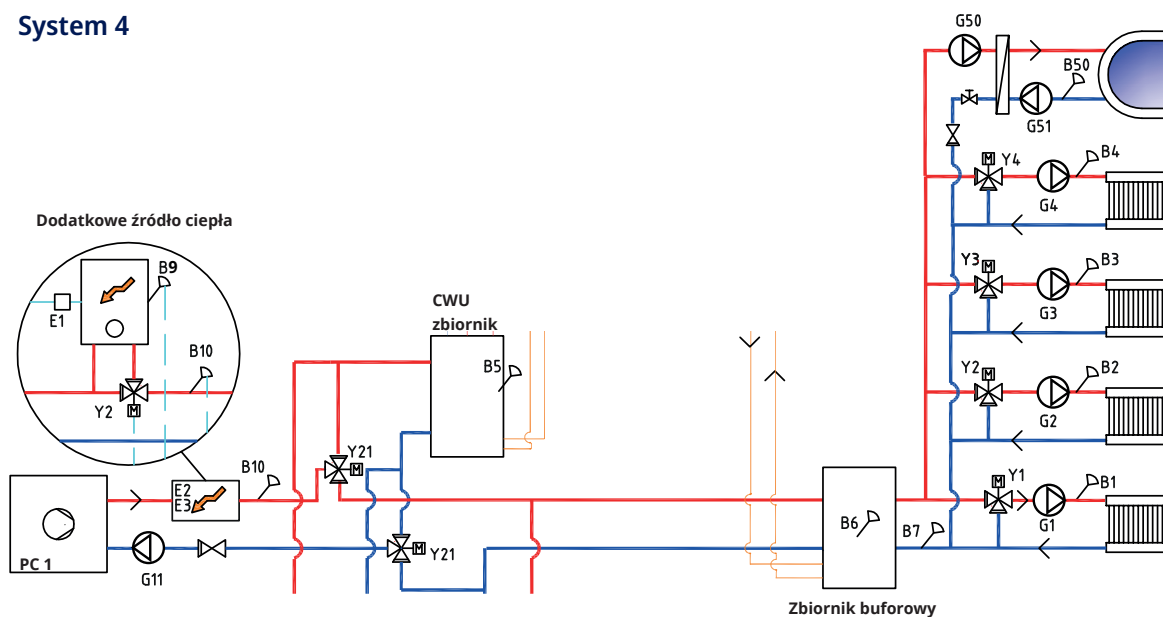 System 4
G50
B50
G51
Y4
B4
G4
Dodatkowe źródło ciepła
B9
E1
B10
Y2
M
CWU
zbiornik
B5
Y3
B3
G3
M
Y2
B2
G2
M
M
B10
E2
E3
Y21
M
PC 1
G11
Y21
M
B6
B7
Y1
M
B1
G1
Zbiornik buforowy